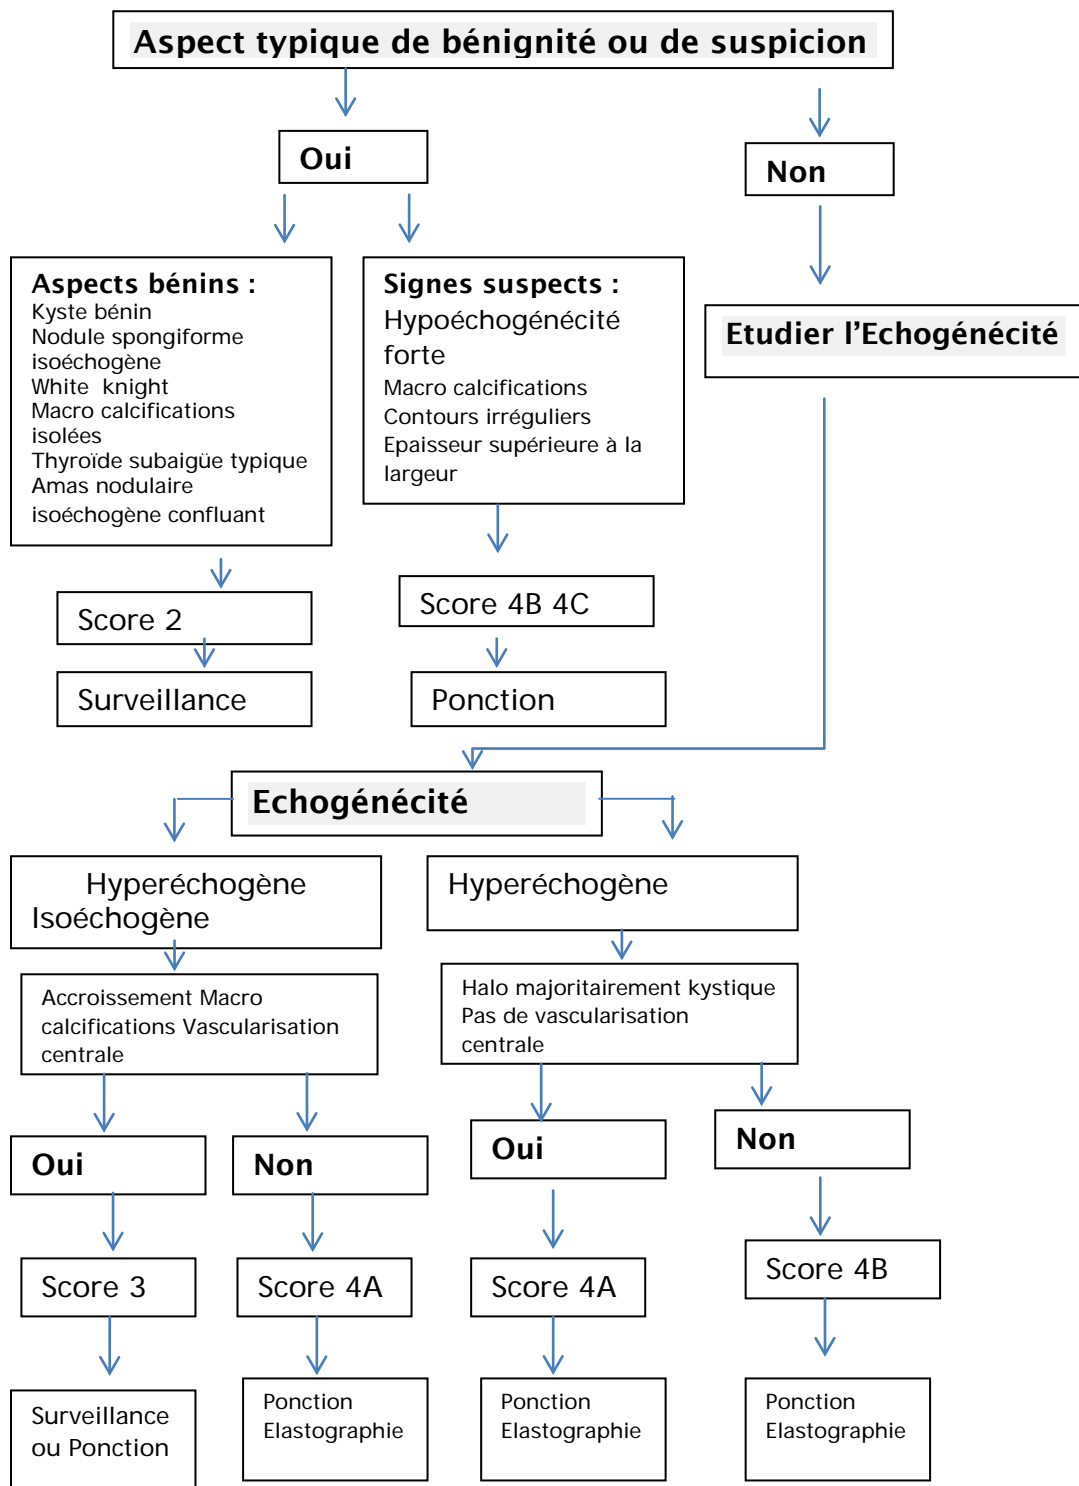 Aspect typique de bénignité ou de suspicion
Oui
Non
Aspects bénins :
Kyste bénin
Nodule spongiforme
isoéchogène
White knight
Macro calcifications
isolées
Thyroïde subaigüe typique
Amas nodulaire
isoéchogène confluant
Signes suspects :
Hypoéchogénécité
forte
Macro calcifications
Contours irréguliers
Epaisseur supérieure à la
largeur
Etudier l'Echogénécité
Score 2
Score 4B 4C
Surveillance
Ponction
Echogénécité
Hyperéchogène
Isoéchogène
Hyperéchogène
Accroissement Macro
calcifications Vascularisation
centrale
Halo majoritairement kystique
Pas de vascularisation
centrale
Oui
Non
Oui
Non
Score 3
Score 4A
Score 4A
Score 4B
Surveillance
ou Ponction
Ponction
Elastographie
Ponction
Elastographie
Ponction
Elastographie